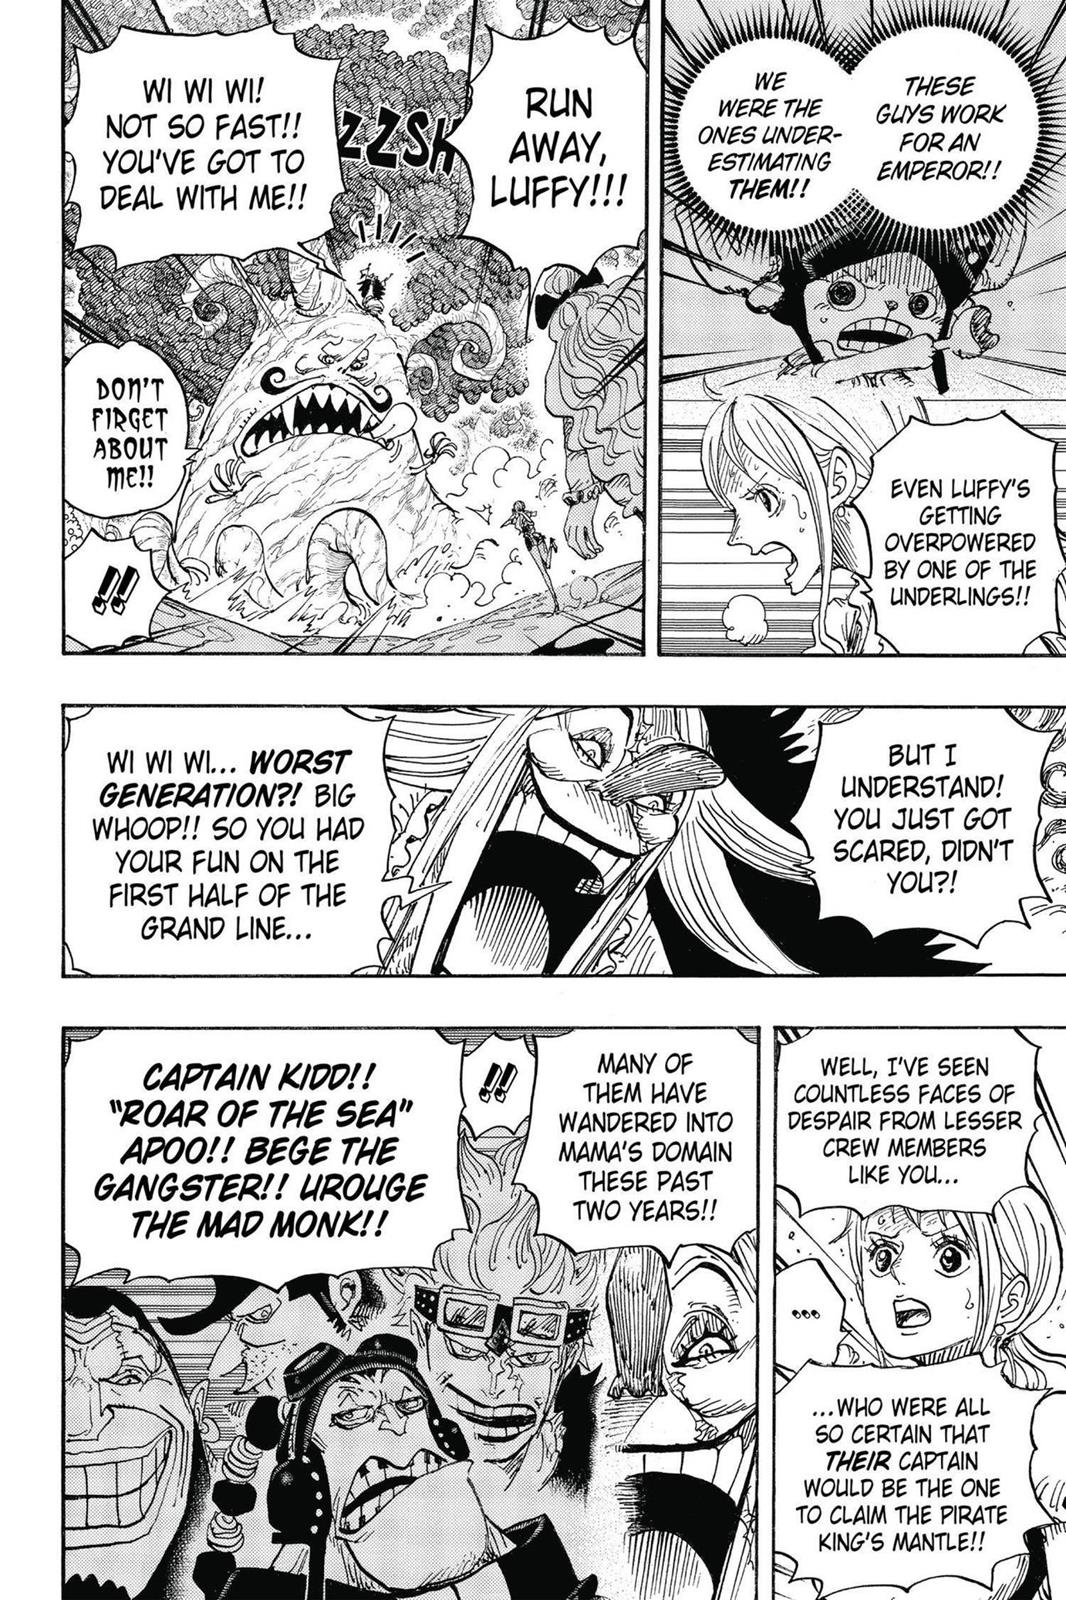 THESE
GUYS WORK
FOR AN
EMPEROR!!
WE
WERE THE
ONES UNDER-
ESTIMATING
THEM!!
EVEN LUFFY'S
GETTING
OVERPOWERED
BY ONE OF THE
UNDERLINGS!!
RUN
AWAY,
LUFFY!!!
ZZSK
WI WI WI!
NOT SO FAST!!
YOU'VE GOT TO
DEAL WITH ME!!
DON'T
FIRGET
ABOUT
ME!!
!!
BUT I
UNDERSTAND!
YOU JUST GOT
SCARED, DIDN'T
YOU?!
WI WI WI... WORST
GENERATION?! BIG
WHOOP!! SO YOU HAD
YOUR FUN ON THE
FIRST HALF OF THE
GRAND LINE...
WELL, I'VE SEEN
COUNTLESS FACES OF
DESPAIR FROM LESSER
CREW MEMBERS
LIKE YOU...
...
...WHO WERE ALL
SO CERTAIN THAT
THEIR CAPTAIN
WOULD BE THE ONE
TO CLAIM THE PIRATE
KING'S MANTLE!!
MANY OF
THEM HAVE
WANDERED INTO
MAMA'S DOMAIN
THESE PAST
TWO YEARS!!
!!
CAPTAIN KIDD!!
"ROAR OF THE SEA"
APOO!! BEGE THE
GANGSTER!! UROUGE
THE MAD MONK!!